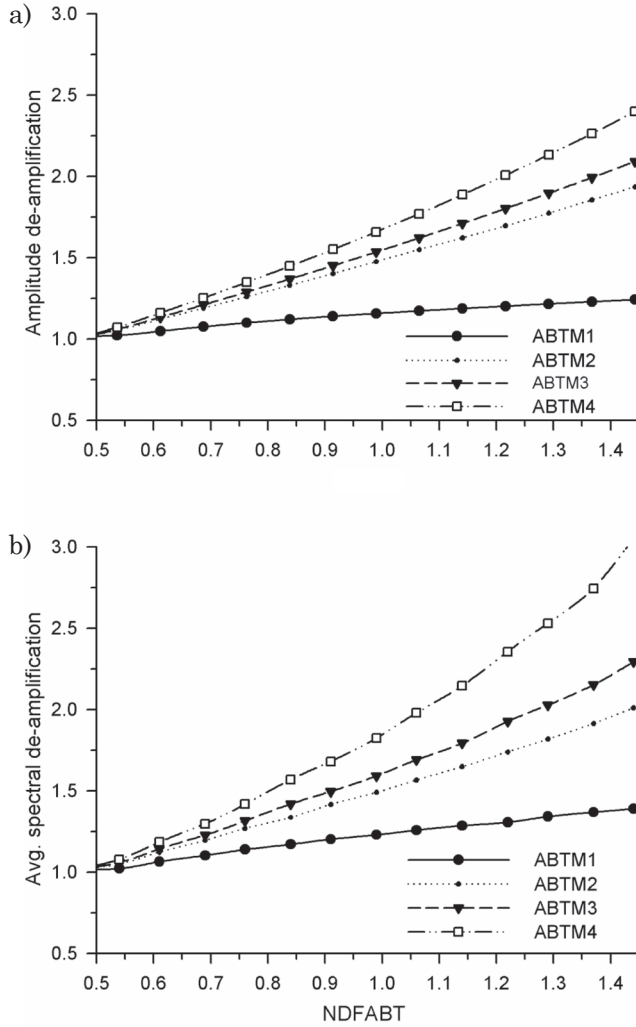 a)
3.0
2.5
2.0
1.5
1.0
0.5
Amplitude de-amplification
ABTM1
ABTM2
ABTM3
ABTM4
0.5 0.6 0.7 0.8 0.9 1.0 1.1 1.2 1.3 1.4
b)
3.0
2.5
2.0
1.5
1.0
0.5
Avg. spectral de-amplification
ABTM1
ABTM2
ABTM3
ABTM4
0.5 0.6 0.7 0.8 0.9 1.0 1.1 1.2 1.3 1.4
NDFABT